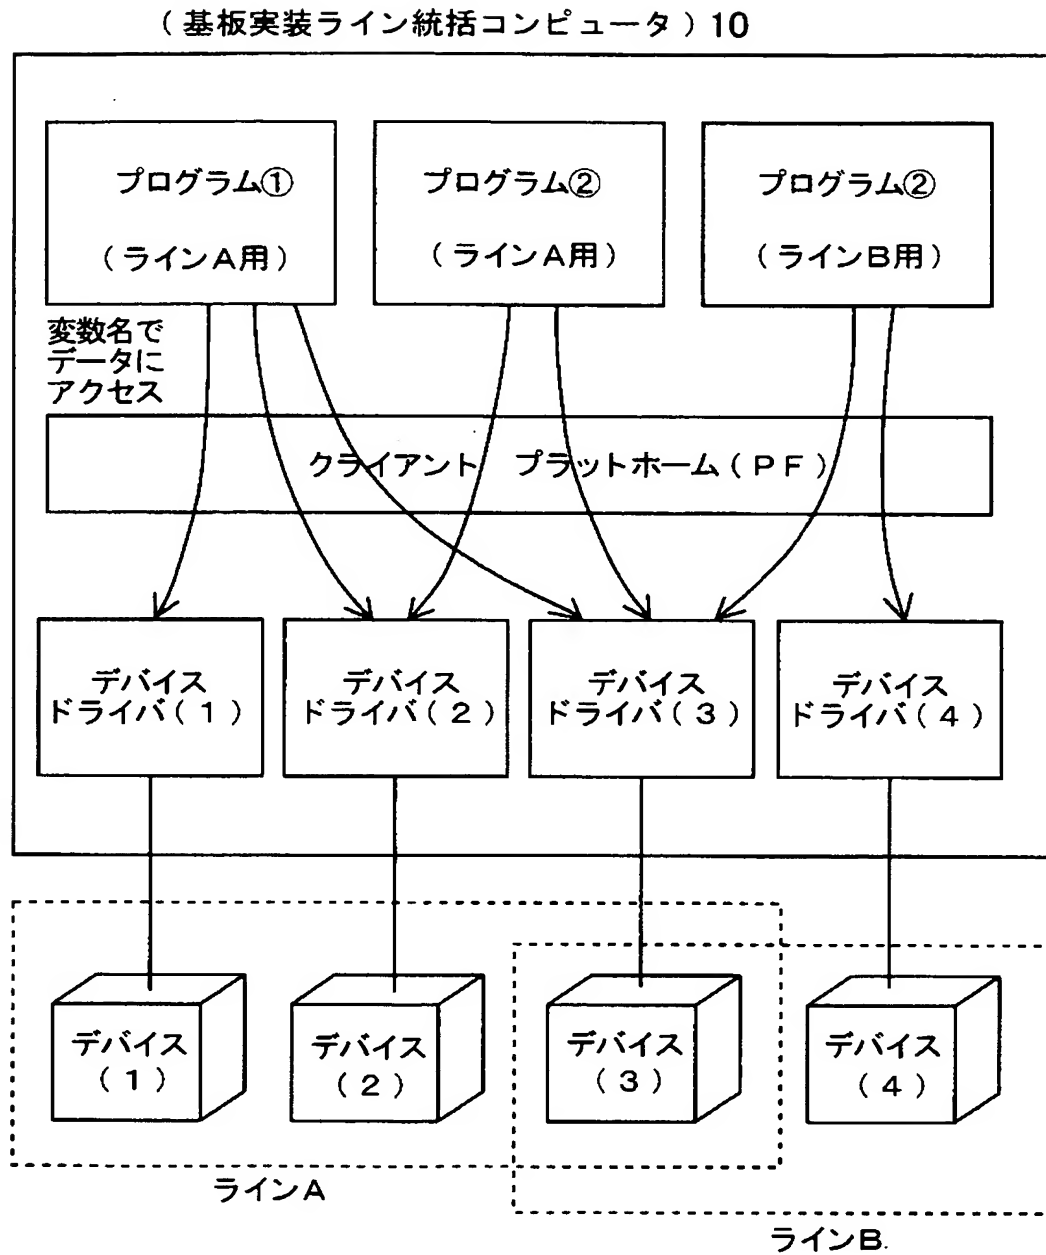 （基板実装ライン統括コンピュータ）10
プログラム①
（ラインA用）
プログラム②
（ラインA用）
プログラム②
（ラインB用）
変数名で
データに
アクセス
クライアント　プラットホーム（PF）
デバイス
ドライバ（1）
デバイス
ドライバ（2）
デバイス
ドライバ（3）
デバイス
ドライバ（4）
デバイス
（1）
デバイス
（2）
デバイス
（3）
デバイス
（4）
ラインA
ラインB